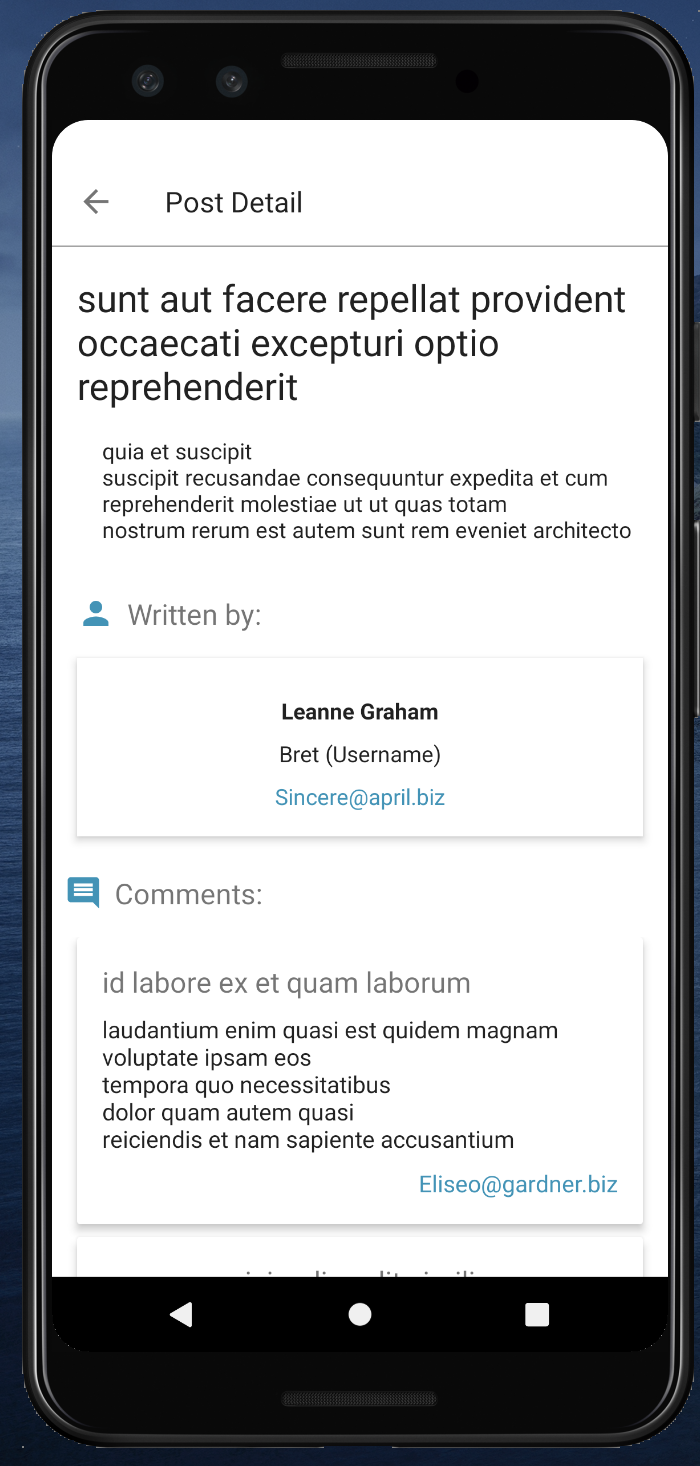 Post Detail
sunt aut facere repellat provident
occaecati excepturi optio
reprehenderit
quia et suscipit
suscipit recusandae consequuntur expedita et cum
reprehenderit molestiae ut ut quas totam
nostrum rerum est autem sunt rem eveniet architecto
Written by:
Leanne Graham
Bret (Username)
Sincere@april.biz
Comments:
id labore ex et quam laborum
laudantium enim quasi est quidem magnam
voluptate ipsam eos
tempora quo necessitatibus
dolor quam autem quasi
reiciendis et nam sapiente accusantium
Eliseo@gardner.biz